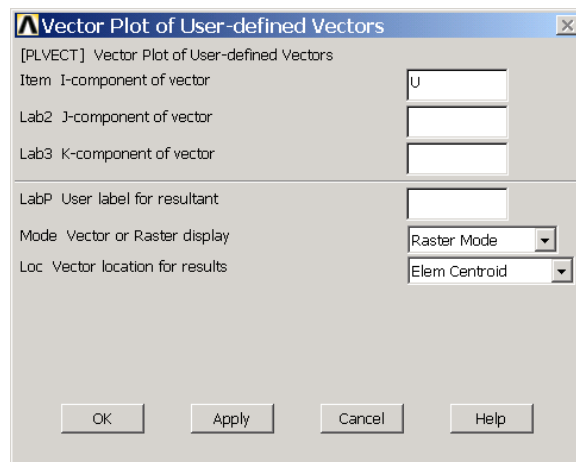 Vector Plot of User-defined Vectors
[PLVECT] Vector Plot of User-defined Vectors
Item I-component of vector U
Lab2 J-component of vector
Lab3 K-component of vector
LabP User label for resultant
Mode Vector or Raster display Raster Mode
Loc Vector location for results Elem Centroid
OK Apply Cancel Help